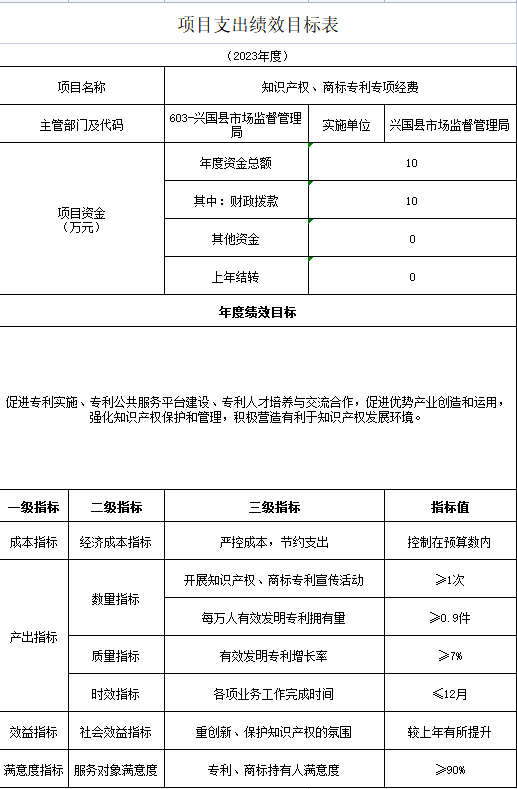 项目支出绩效目标表
（2023年度）
项目名称 知识产权、商标专利专项经费
主管部门及代码 603-兴国县市场监督管理局 实施单位 兴国县市场监督管理局
项目资金
（万元）
年度资金总额 10
其中：财政拨款 10
其他资金 0
上年结转 0
年度绩效目标
促进专利实施、专利公共服务平台建设、专利人才培养与交流合作，促进优势产业创造和运用，
强化知识产权保护和管理，积极营造有利于知识产权发展环境。
一级指标 二级指标 三级指标 指标值
成本指标 经济成本指标 严控成本，节约支出 控制在预算数内
产出指标 数量指标 开展知识产权、商标专利宣传活动 ≥1次
每万人有效发明专利拥有量 ≥0.9件
质量指标 有效发明专利增长率 ≥7%
时效指标 各项业务工作完成时间 ≤12月
效益指标 社会效益指标 重创新、保护知识产权的氛围 较上年有所提升
满意度指标 服务对象满意度 专利、商标持有人满意度 ≥90%